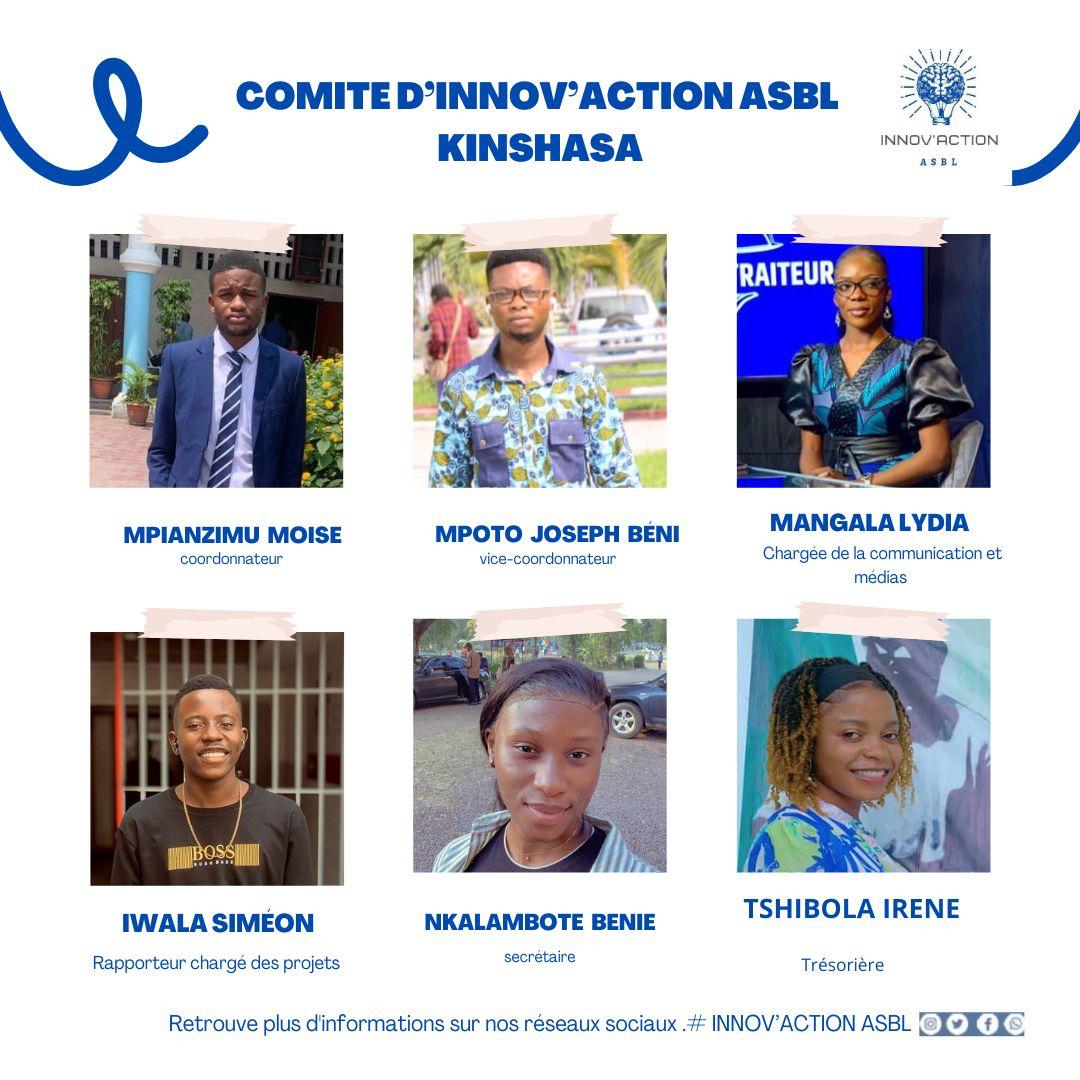 COMITE D'INNOV'ACTION ASBL
KINSHASA
INNOV'ACTION
ASBL
TRAITEUR
MPIANZIMU MOISE
coordonnateur
MPOTO JOSEPH BÉNI
vice-coordonnateur
MANGALA LYDIA
Chargée de la communication et
médias
BOSS
HUGO BOSS
IWALA SIMÉON
Rapporteur chargé des projets
NKALAMBOTE BENIE
secrétaire
TSHIBOLA IRENE
Trésorière
Retrouve plus d'informations sur nos réseaux sociaux .# INNOV'ACTION ASBL